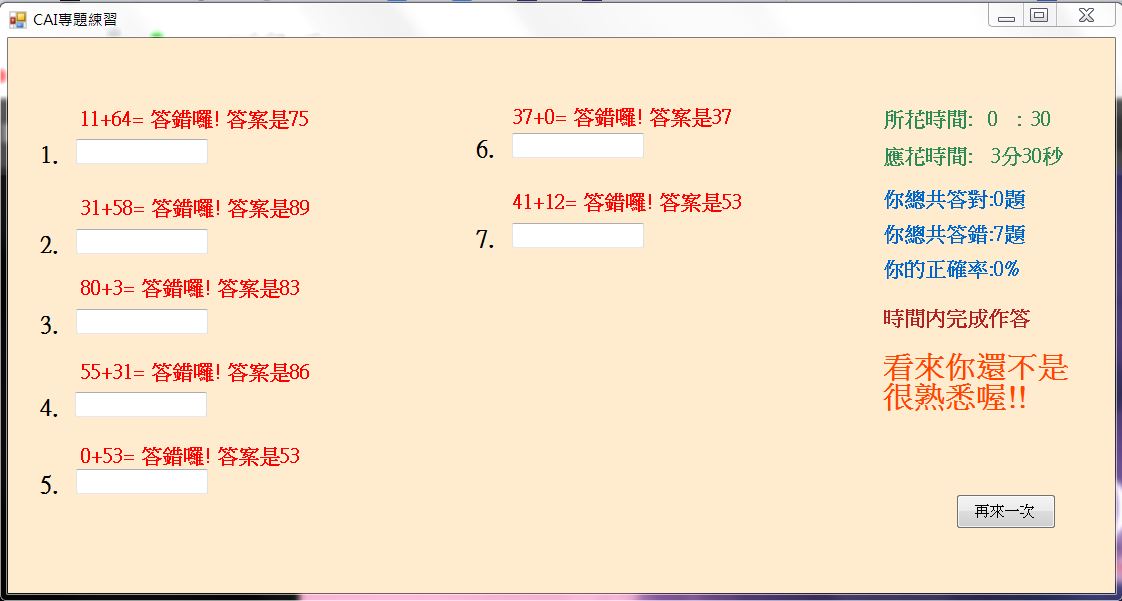 CAI專題練習
11+64= 答錯囉! 答案是75
1.
31+58= 答錯囉! 答案是89
2.
80+3= 答錯囉! 答案是83
3.
55+31= 答錯囉! 答案是86
4.
0+53= 答錯囉! 答案是53
5.
37+0= 答錯囉! 答案是37
6.
41+12= 答錯囉! 答案是53
7.
所花時間: 0 : 30
應花時間: 3分30秒
你總共答對:0題
你總共答錯:7題
你的正確率:0%
時間內完成作答
看來你還不是
很熟悉喔!!
再來一次